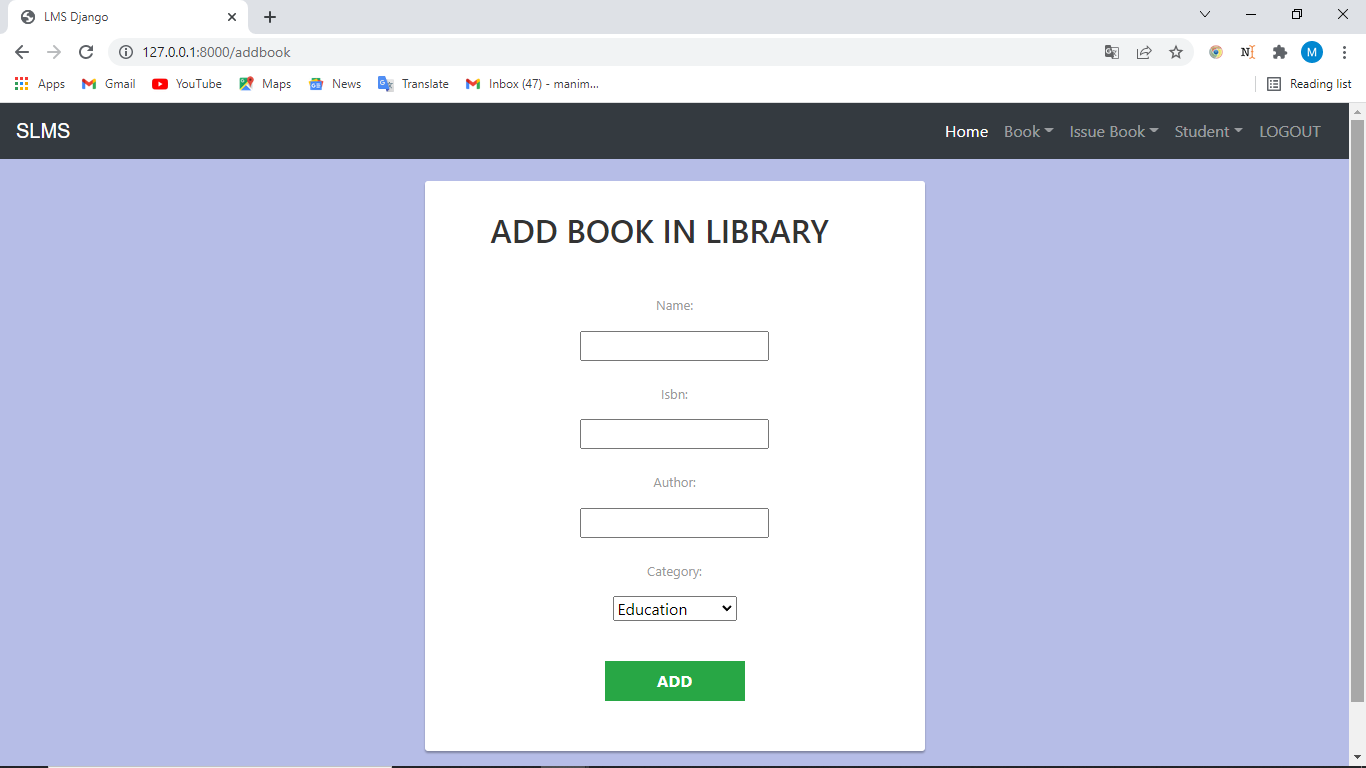 LMS Django
127.0.0.1:8000/addbook
M
Apps Gmail YouTube Maps News Translate Inbox (47) - manim... Reading list
SLMS Home Book Issue Book Student LOGOUT
ADD BOOK IN LIBRARY
Name:
Isbn:
Author:
Category:
Education
ADD